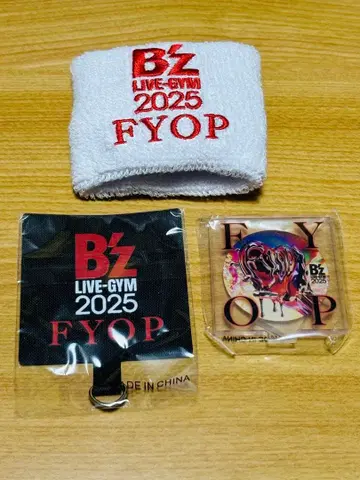 B'z
LIVE-GYM
2025
FYOP
B'z
LIVE-GYM
2025
FYOP
MADE IN CHINA
F Y
B'z
2025
O P